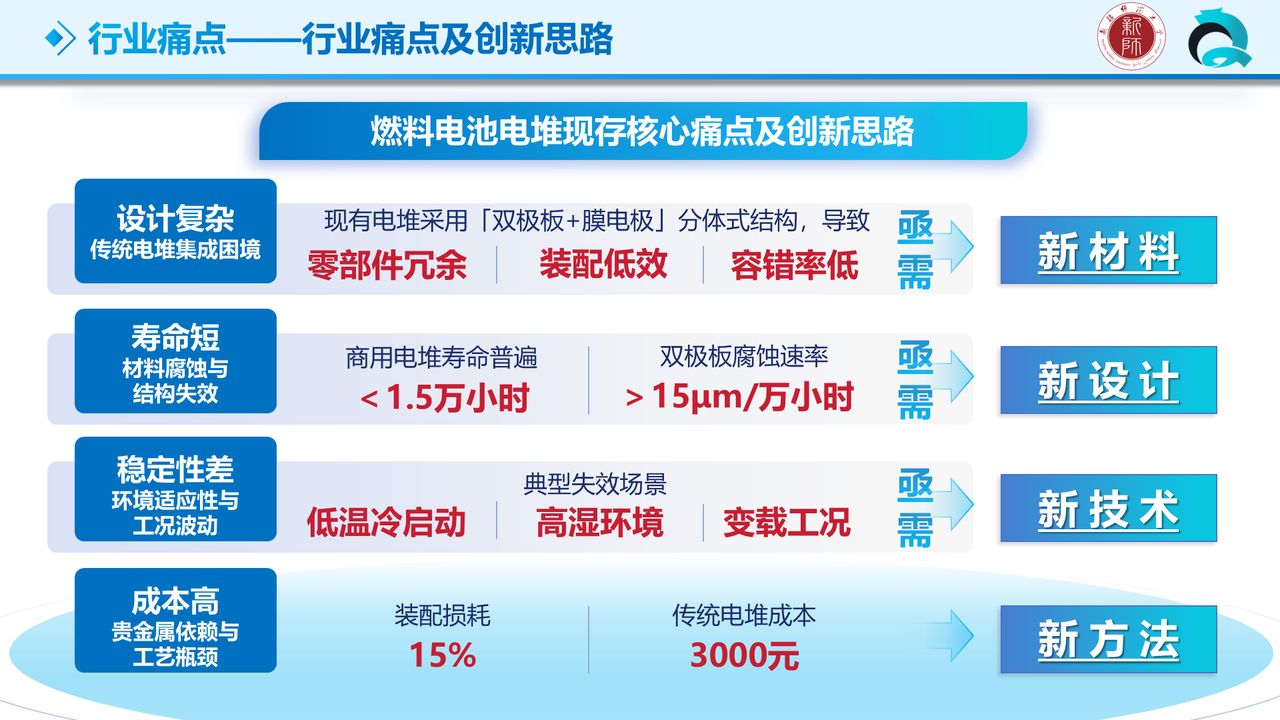 行业痛点——行业痛点及创新思路
新师
燃料电池电堆现存核心痛点及创新思路
设计复杂
传统电堆集成困境
现有电堆采用「双极板+膜电极」分体式结构，导致
零部件冗余
装配低效
容错率低
亟需
新材料
寿命短
材料腐蚀与
结构失效
商用电堆寿命普遍
＜1.5万小时
双极板腐蚀速率
＞15μm/万小时
亟需
新设计
稳定性差
环境适应性与
工况波动
典型失效场景
低温冷启动
高湿环境
变载工况
亟需
新技术
成本高
贵金属依赖与
工艺瓶颈
装配损耗
15%
传统电堆成本
3000元
新方法